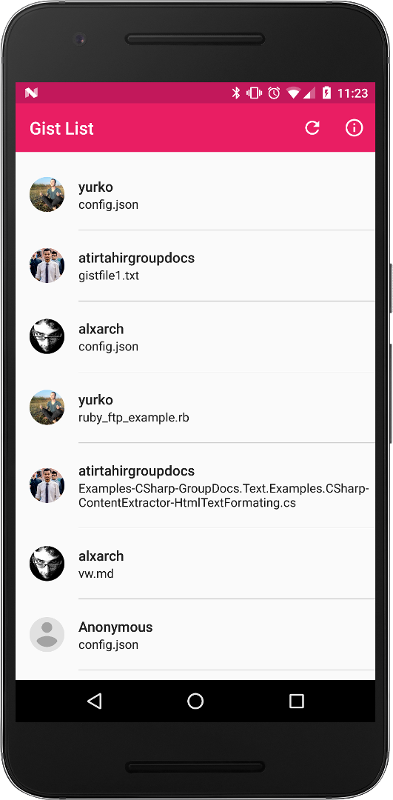 11:23
Gist List
yurko
config.json
atirtahirgroupdocs
gistfile1.txt
alxarch
config.json
yurko
ruby_ftp_example.rb
atirtahirgroupdocs
Examples-CSharp-GroupDocs.Text.Examples.CSharp-
ContentExtractor-HtmlTextFormating.cs
alxarch
vw.md
Anonymous
config.json